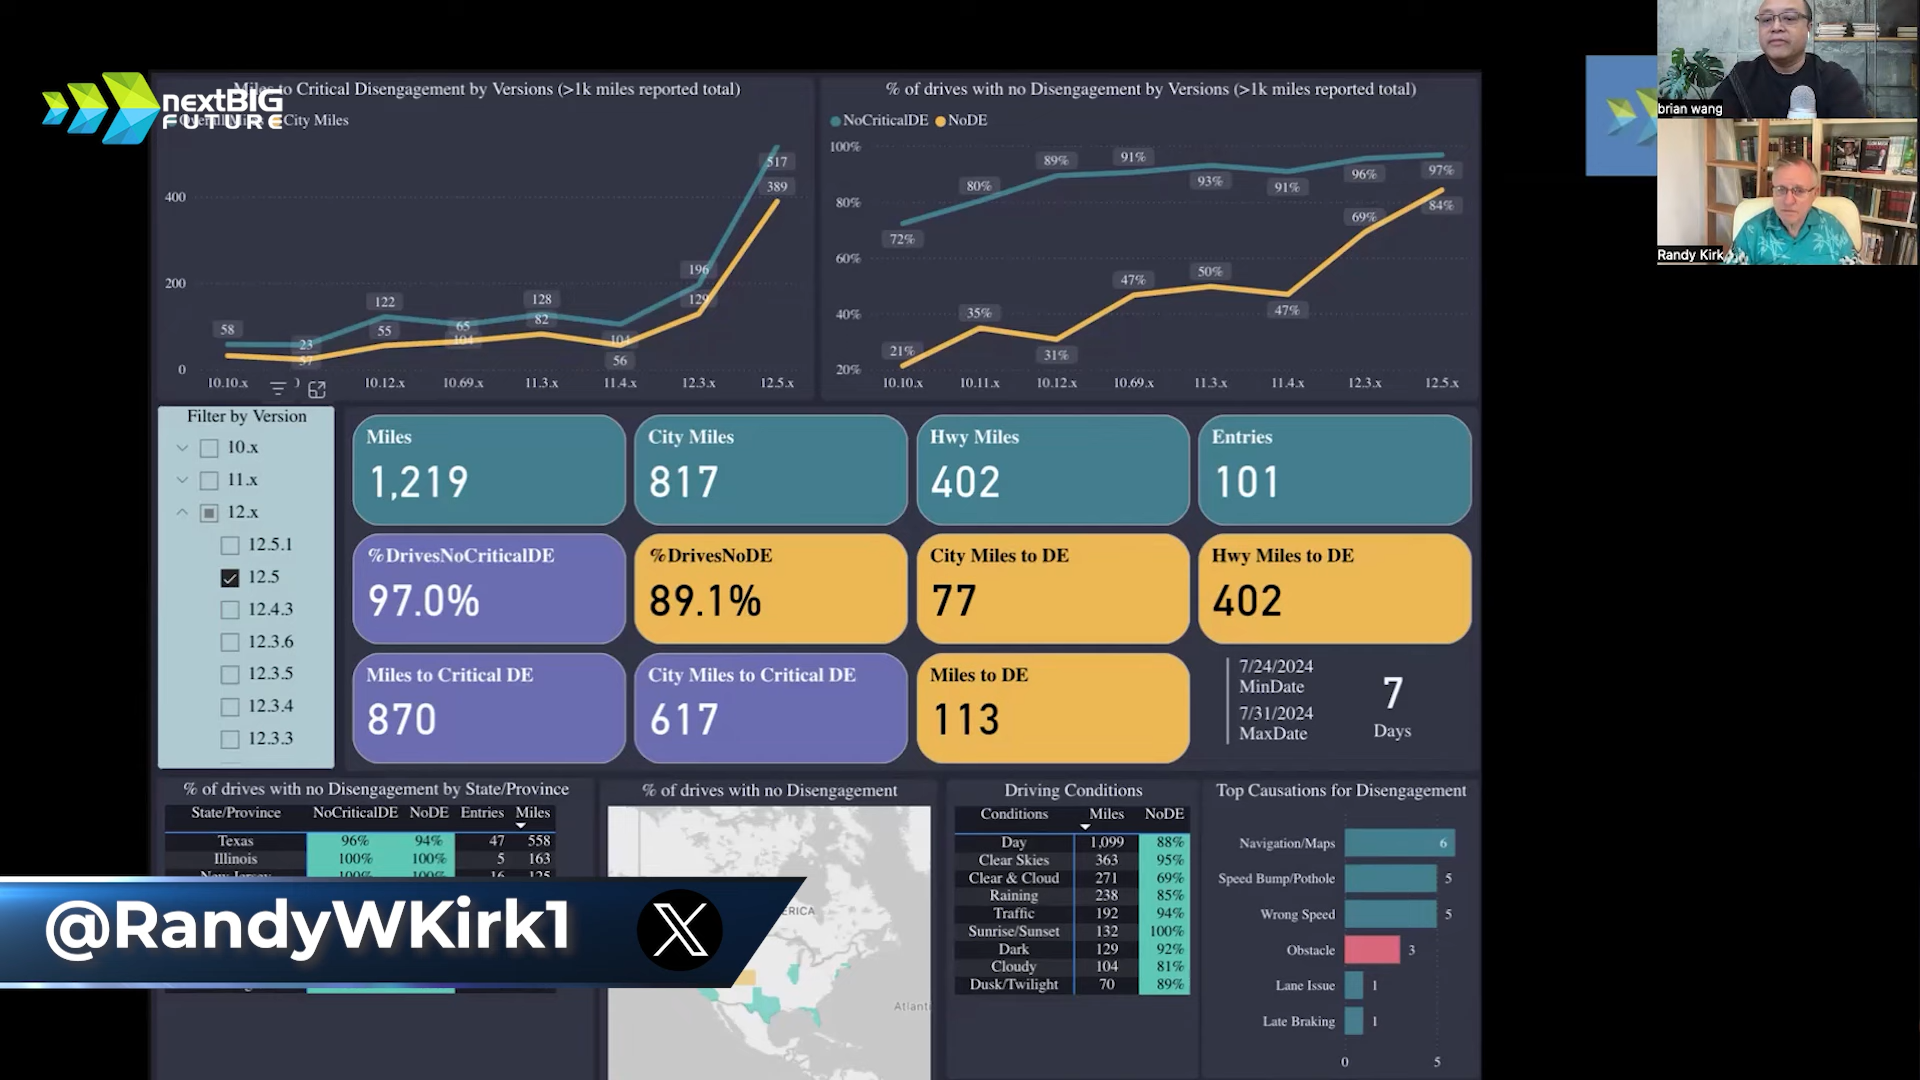 nextBIG
FUTURE
Miles to Critical Disengagement by Versions (>1k miles reported total)
City Miles
517
389
400
200
0
58
23
57
122
55
65
104
128
82
104
56
196
129
10.10.x
10.12.x
10.69.x
11.3.x
11.4.x
12.3.x
12.5.x
% of drives with no Disengagement by Versions (>1k miles reported total)
NoCriticalDE NoDE
100%
80%
60%
40%
20%
72%
80%
89%
91%
93%
91%
96%
97%
21%
35%
31%
47%
50%
47%
69%
84%
10.10.x
10.11.x
10.12.x
10.69.x
11.3.x
11.4.x
12.3.x
12.5.x
brian wang
Randy Kirk
Filter by Version
10.x
11.x
12.x
12.5.1
12.5
12.4.3
12.3.6
12.3.5
12.3.4
12.3.3
Miles
1,219
City Miles
817
Hwy Miles
402
Entries
101
%DrivesNoCriticalDE
97.0%
%DrivesNoDE
89.1%
City Miles to DE
77
Hwy Miles to DE
402
Miles to Critical DE
870
City Miles to Critical DE
617
Miles to DE
113
7/24/2024
MinDate
7/31/2024
MaxDate
7
Days
% of drives with no Disengagement by State/Province
State/Province NoCriticalDE NoDE Entries Miles
Texas 96% 94% 47 558
Illinois 100% 100% 5 163
New Jersey 100% 100% 16 125
@RandyWKirk1
% of drives with no Disengagement
ERICA
Atlanti
Driving Conditions
Conditions Miles NoDE
Day 1,099 88%
Clear Skies 363 95%
Clear & Cloud 271 69%
Raining 238 85%
Traffic 192 94%
Sunrise/Sunset 132 100%
Dark 129 92%
Cloudy 104 81%
Dusk/Twilight 70 89%
Top Causations for Disengagement
Navigation/Maps 6
Speed Bump/Pothole 5
Wrong Speed 5
Obstacle 3
Lane Issue 1
Late Braking 1
0 5